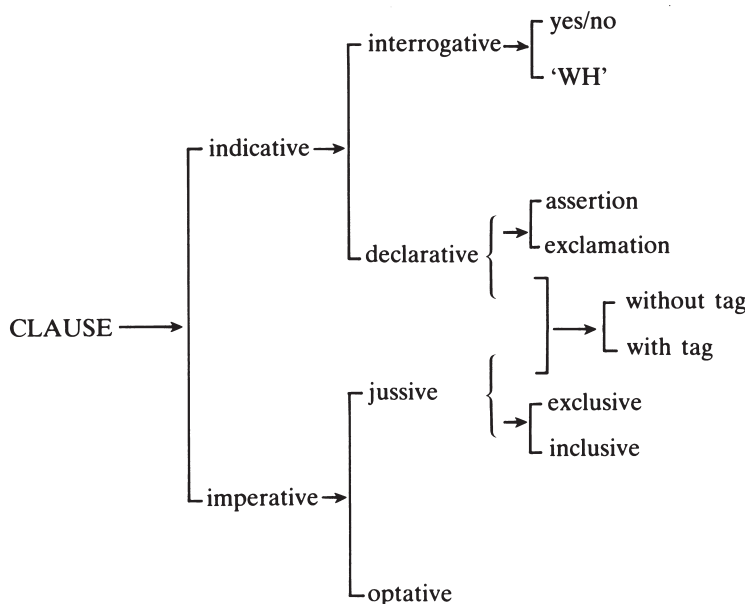 yes/no
interrogative
'WH'
indicative
assertion
declarative
exclamation
without tag
CLAUSE
with tag
jussive
exclusive
inclusive
imperative
optative